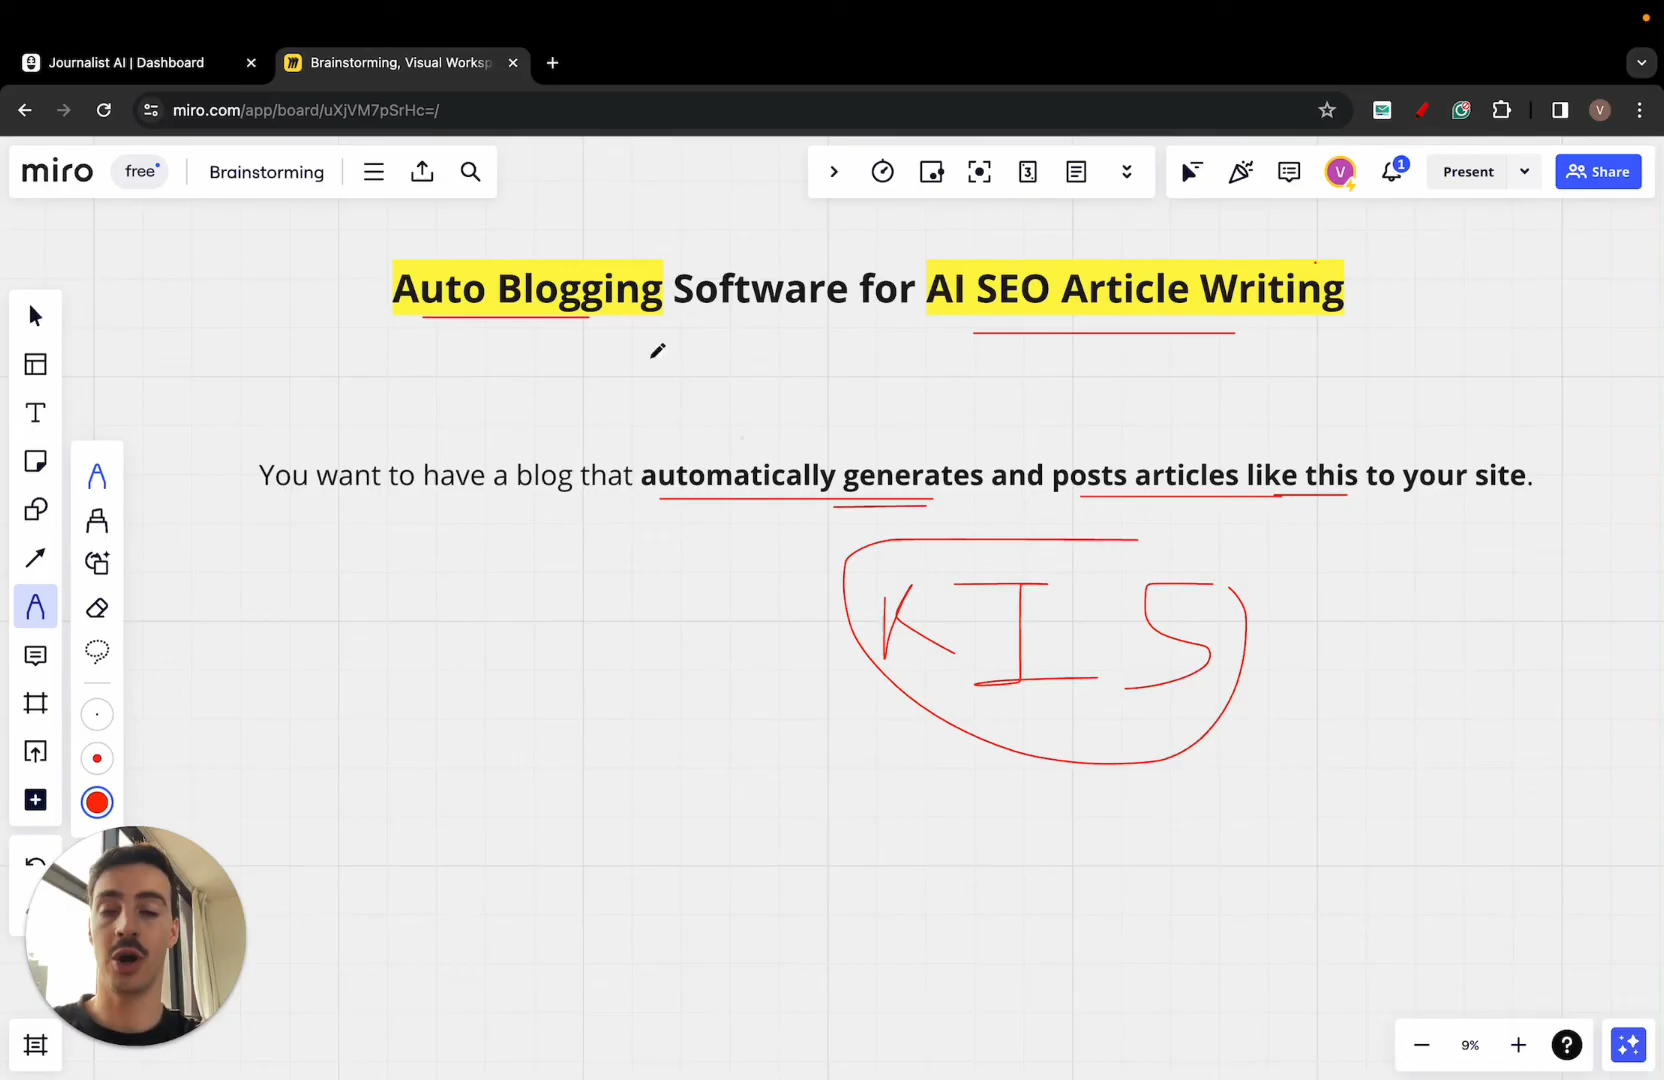 Journalist AI | Dashboard
Brainstorming, Visual Worksp
miro.com/app/board/uXjVM7pSrHc=/
V
miro free Brainstorming
3
V
1
Present
Share
Auto Blogging Software for AI SEO Article Writing
You want to have a blog that automatically generates and posts articles like this to your site.
KIS
9%
?